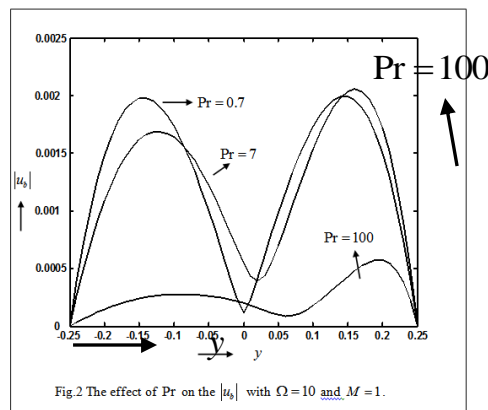 0.0025
Pr = 100
0.002
Pr = 0.7
0.0015
Pr = 7
|u_b|
0.001
Pr = 100
0.0005
0
-0.25 -0.2 -0.15 -0.1 -0.05 0 0.05 0.1 0.15 0.2 0.25
y
y
Fig.2 The effect of Pr on the |u_b| with Ω = 10 and M = 1.